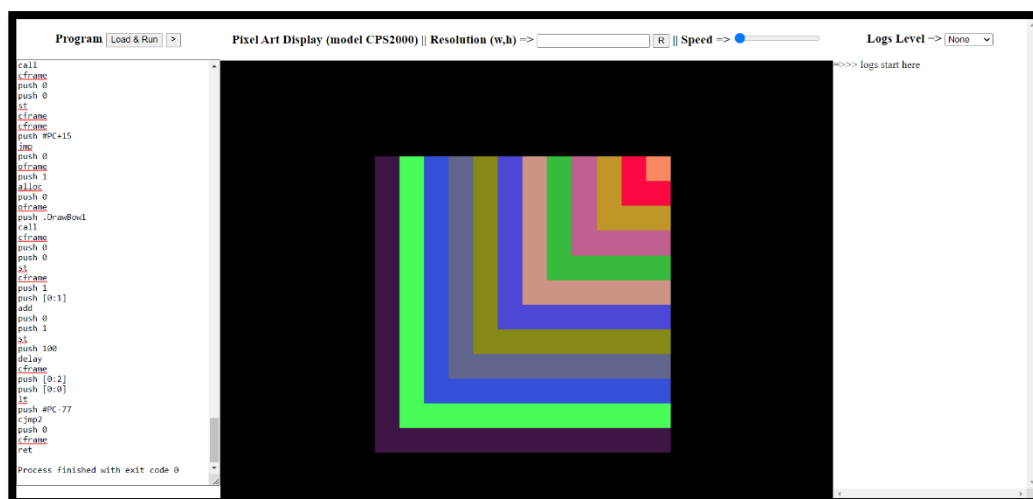 Program Load & Run > Pixel Art Display (model CPS2000) || Resolution (w,h) => R || Speed => Logs Level => None
call
cframe
push 0
push 0
st
cframe
cframe
push #PC+15
jmp
push 0
oframe
push 1
alloc
push 0
oframe
push .DrawBow1
call
cframe
push 0
push 0
st
cframe
push 1
push [0:1]
add
push 0
push 1
st
push 100
delay
cframe
push [0:2]
push [0:0]
lt
push #PC-77
cjmp2
push 0
cframe
ret
Process finished with exit code 0
=>>> logs start here